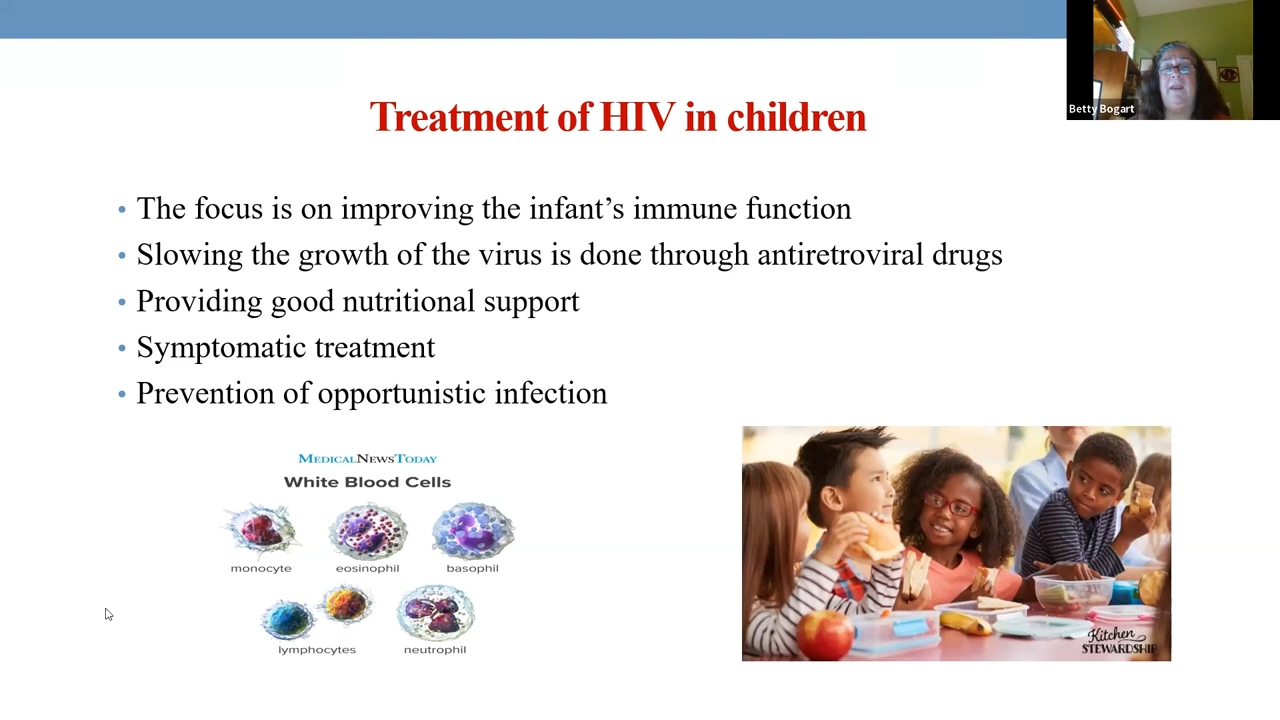 Betty Bogart
Treatment of HIV in children
• The focus is on improving the infant’s immune function
• Slowing the growth of the virus is done through antiretroviral drugs
• Providing good nutritional support
• Symptomatic treatment
• Prevention of opportunistic infection
MEDICALNEWSTODAY
White Blood Cells
monocyte eosinophil basophil
lymphocytes neutrophil
Kitchen
STEWARDSHIP